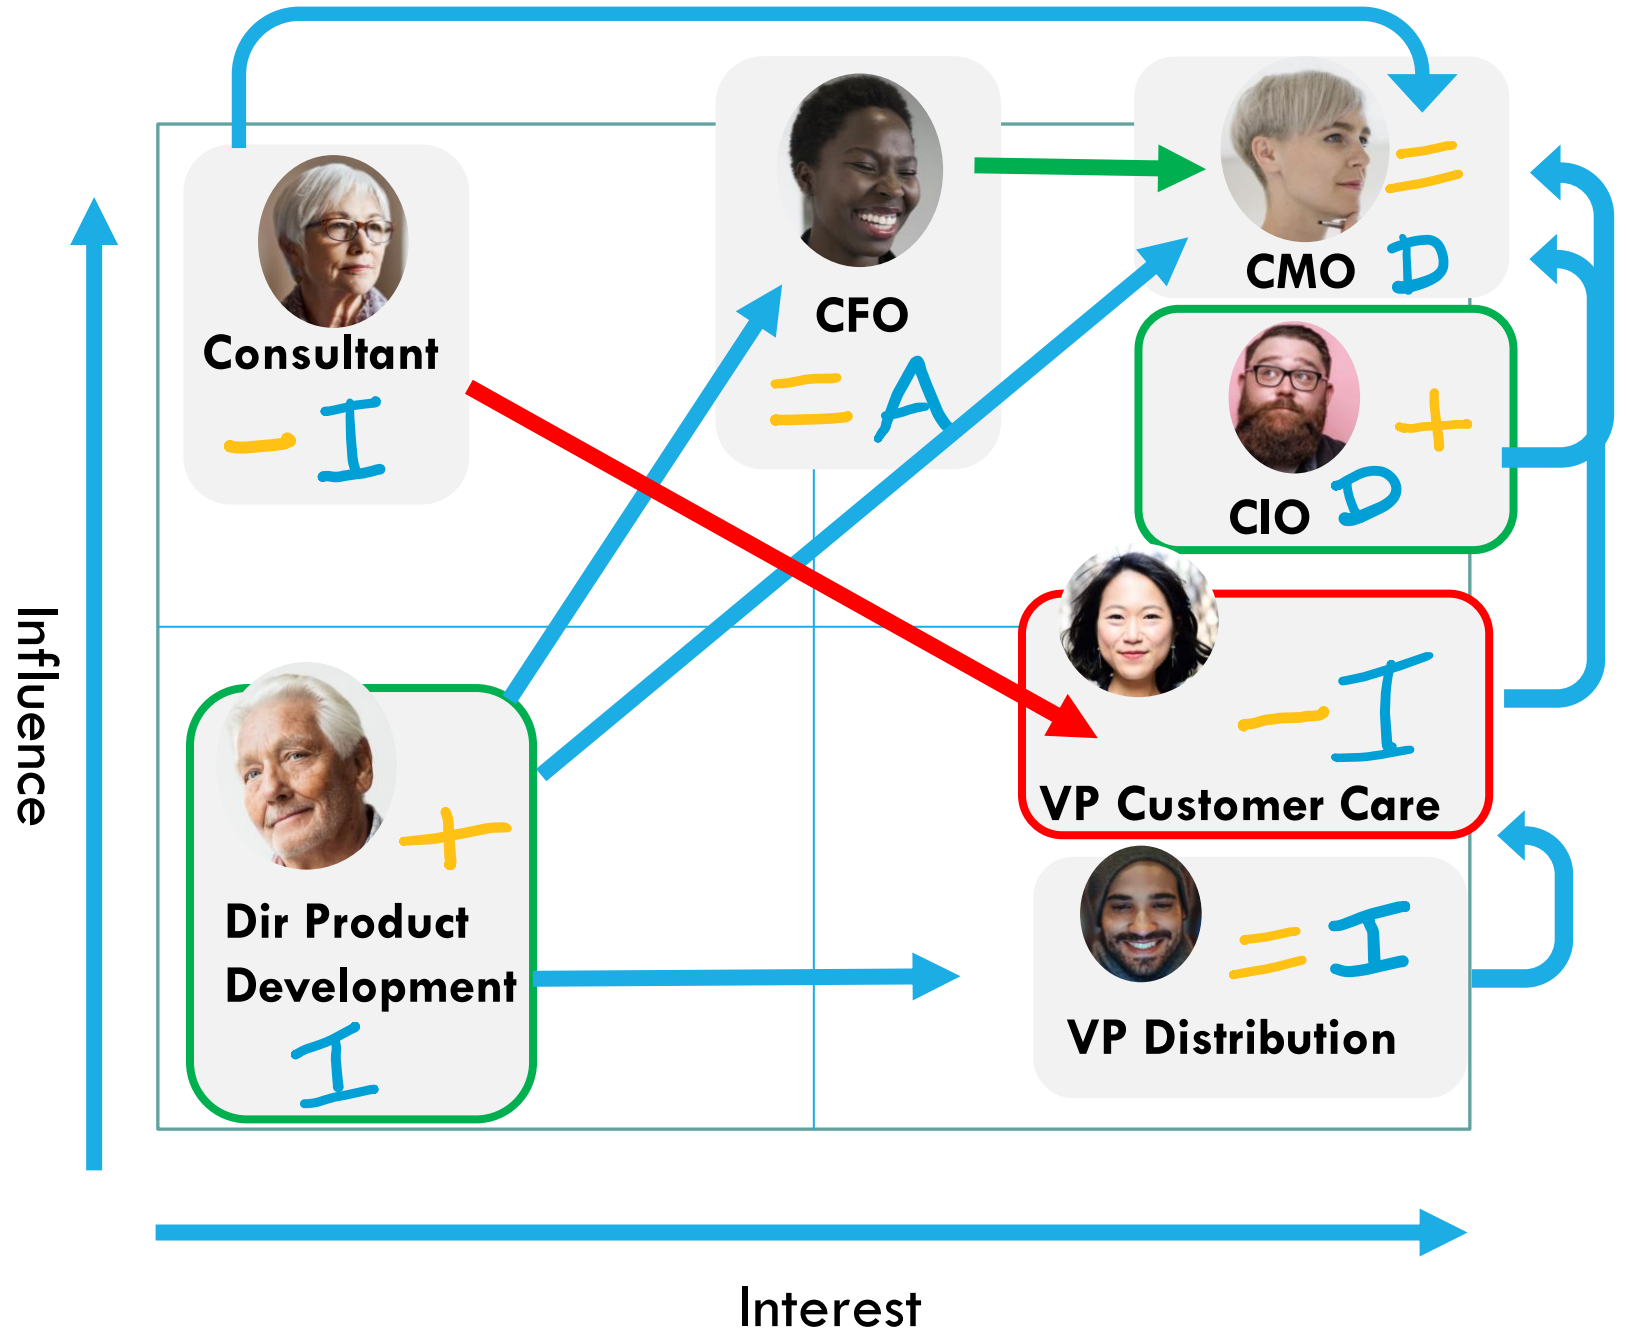 Consultant
− I
CFO
= A
=
CMO D
+
CIO D
− I
VP Customer Care
+
Dir Product
Development
I
= I
VP Distribution
Influence
Interest